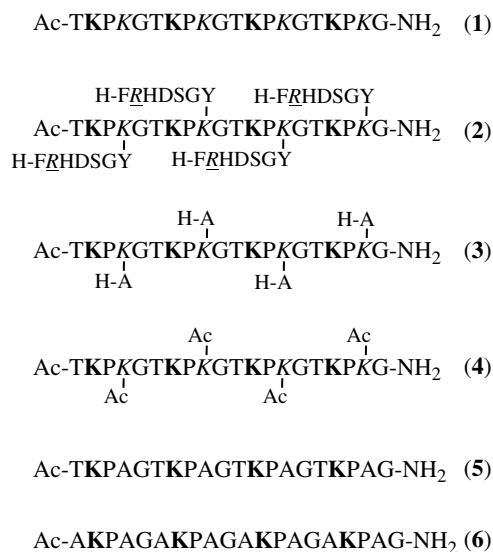 Ac-TKPKGTKPKGTKPKGTKPKG-NH2 (1)
H-FRHDSGY H-FRHDSGY
Ac-TKPKGTKPKGTKPKGTKPKG-NH2 (2)
H-FRHDSGY H-FRHDSGY
H-A H-A
Ac-TKPKGTKPKGTKPKGTKPKG-NH2 (3)
H-A H-A
Ac Ac
Ac-TKPKGTKPKGTKPKGTKPKG-NH2 (4)
Ac Ac
Ac-TKPAGTKPAGTKPAGTKPAG-NH2 (5)
Ac-AKPAGAKPAGAKPAGAKPAG-NH2 (6)